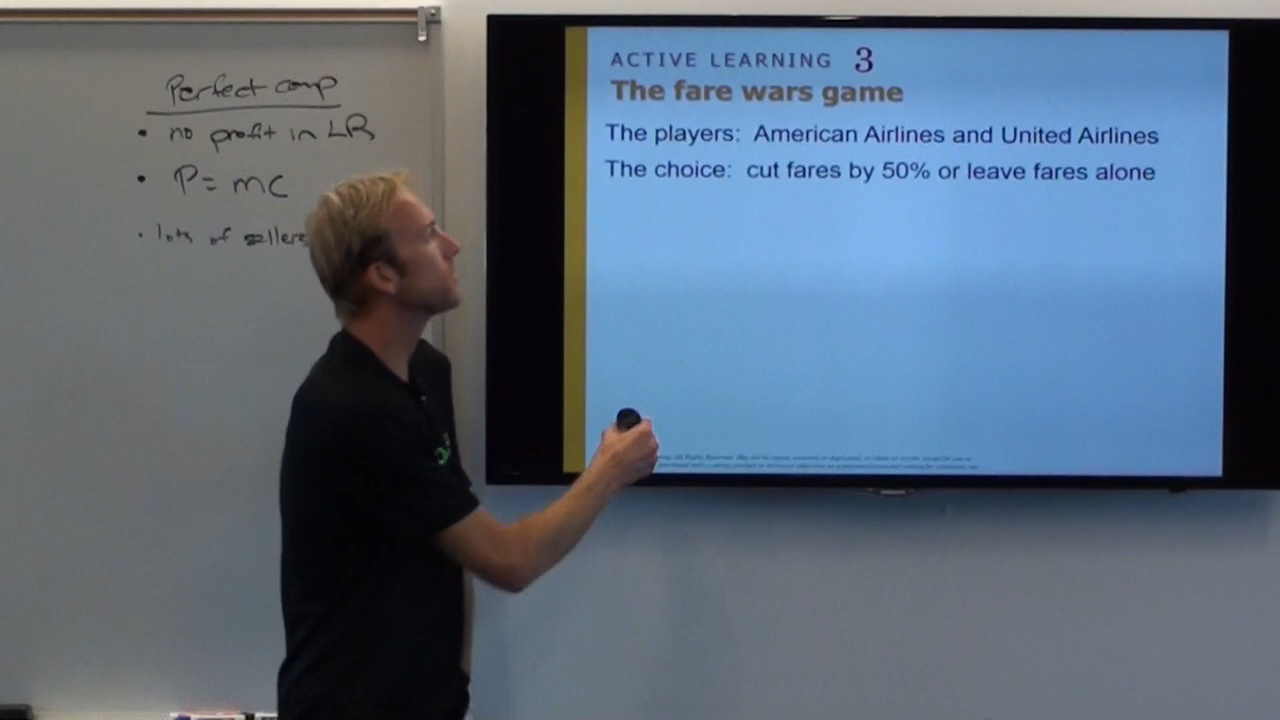 Perfect comp
• no profit in LR
• P = mc
• lots of sellers
ACTIVE LEARNING 3
The fare wars game
The players: American Airlines and United Airlines
The choice: cut fares by 50% or leave fares alone